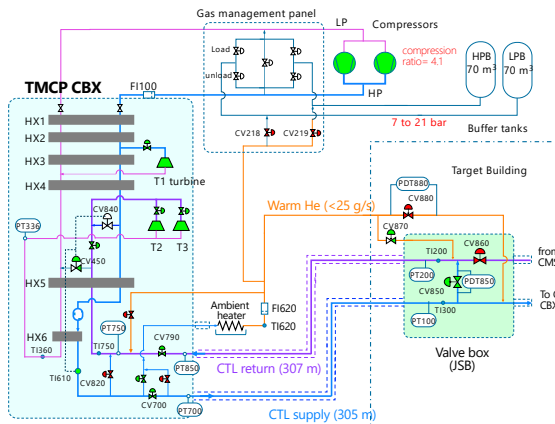 Gas management panel
LP
Compressors
Load
unload
compression
ratio= 4.1
HPB
70 m³
LPB
70 m³
HP
TMCP CBX
FI100
HX1
HX2
HX3
HX4
T1 turbine
CV218
CV219
7 to 21 bar
Buffer tanks
Target Building
PT336
CV840
CV450
T2
T3
Warm He (<25 g/s)
PDT880
CV880
CV870
TI200
CV860
from
CMS
PT200
CV850
PDT850
HX5
PT750
Ambient
heater
FI620
TI620
PT100
TI300
To C
CBX
HX6
TI360
TI750
CV790
PT850
Valve box
(JSB)
TI610
CV820
CV700
PT700
CTL return (307 m)
CTL supply (305 m)